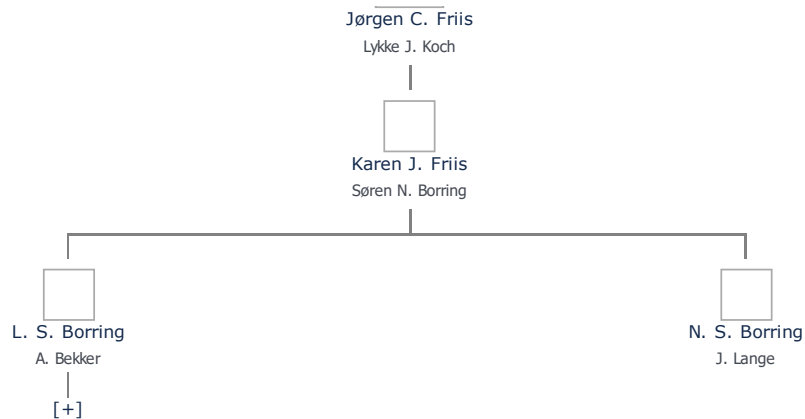 Jørgen C. Friis
Lykke J. Koch
Karen J. Friis
Søren N. Borring
L. S. Borring
A. Bekker
[+]
N. S. Borring
J. Lange